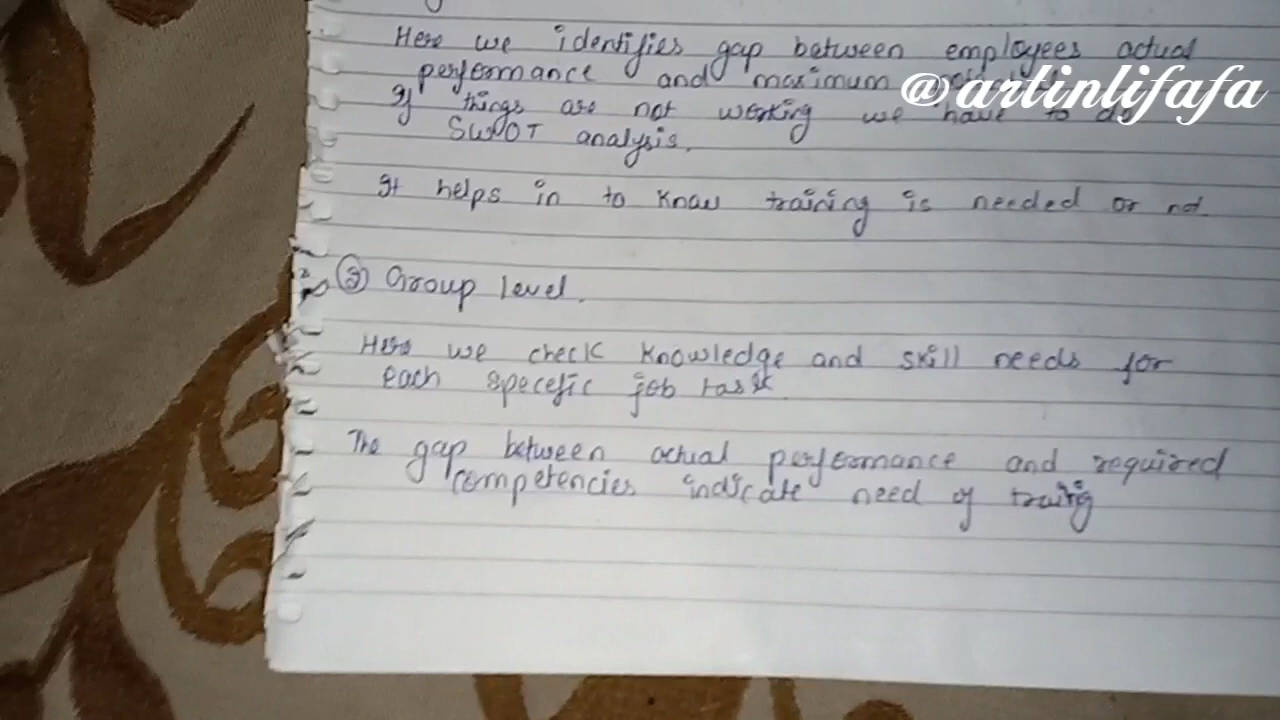 Here we identifies gap between employees actual
performance and maximum
@artinlifafa
If things are not working we have to do
SWOT analysis.
It helps in to know training is needed or not
③ Group level.
Here we check knowledge and skill needs for
each specefic job task
The gap between actual performance and required
competencies indicate need of traing